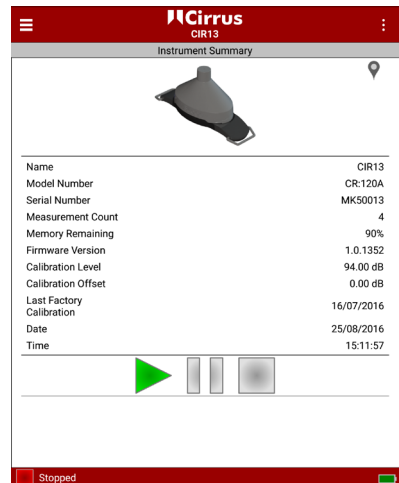 Cirrus
CIR13
Instrument Summary
Name CIR13
Model Number CR:120A
Serial Number MK50013
Measurement Count 4
Memory Remaining 90%
Firmware Version 1.0.1352
Calibration Level 94.00 dB
Calibration Offset 0.00 dB
Last Factory
Calibration 16/07/2016
Date 25/08/2016
Time 15:11:57
Stopped